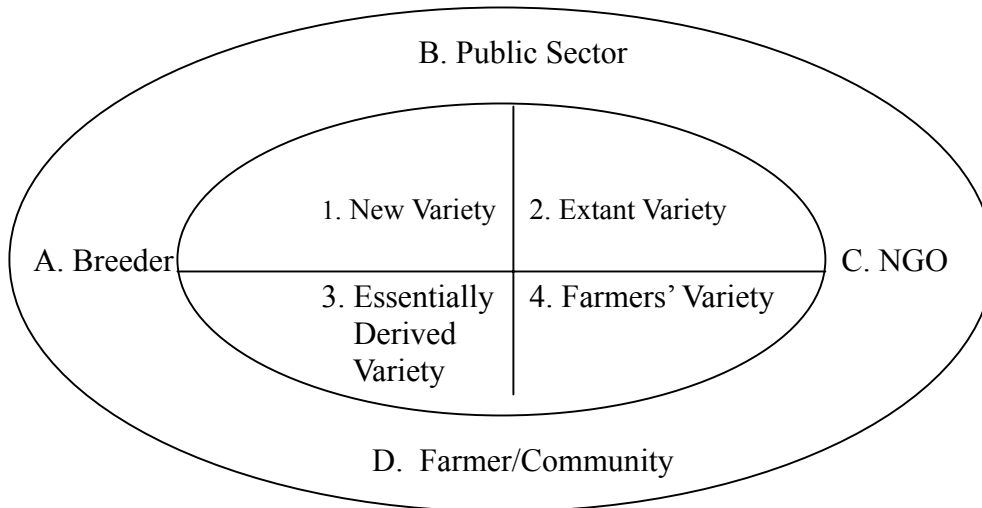 B. Public Sector
1. New Variety
2. Extant Variety
A. Breeder
C. NGO
3. Essentially
Derived
Variety
4. Farmers’ Variety
D. Farmer/Community